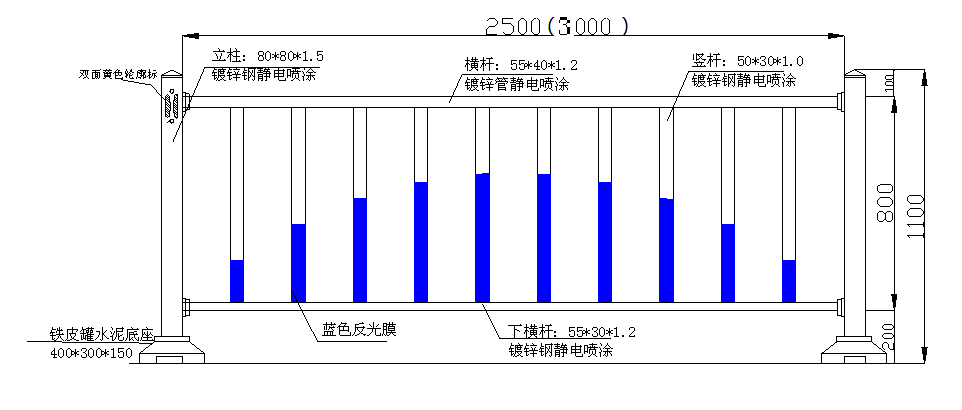 2500(3000 )
立柱: 80*80*1.5
镀锌钢静电喷涂
双面黄色轮廓标
横杆: 55*40*1.2
镀锌管静电喷涂
竖杆: 50*30*1.0
镀锌钢静电喷涂
100
800
1100
200
铁皮罐水泥底座
400*300*150
蓝色反光膜
下横杆: 55*30*1.2
镀锌钢静电喷涂